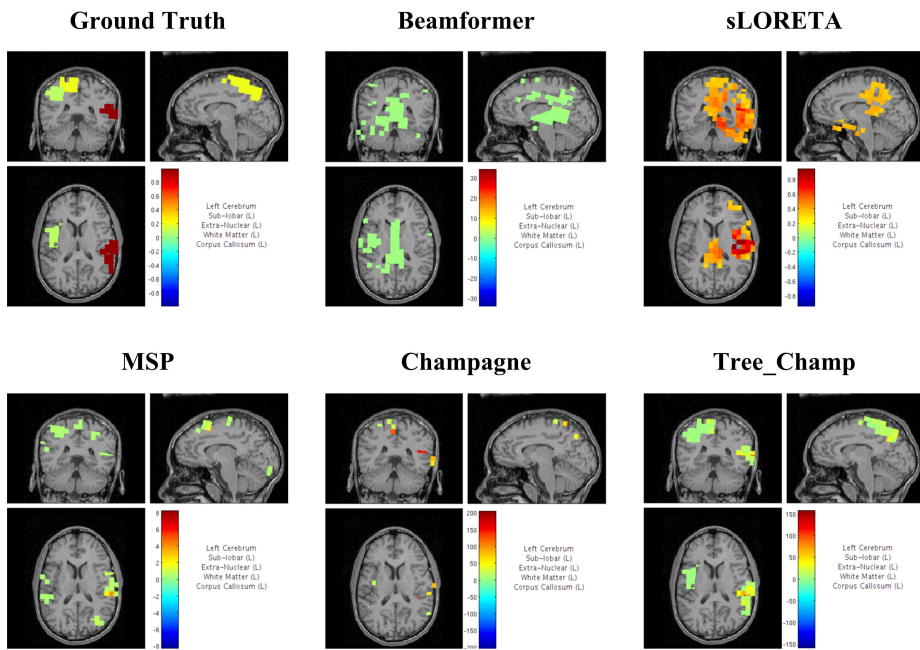 Ground Truth
Beamformer
sLORETA
0.8
0.6
0.4
0.2
0
-0.2
-0.4
-0.6
-0.8
Left Cerebrum
Sub-lobar (L)
Extra-Nuclear (L)
White Matter (L)
Corpus Callosum (L)
30
20
10
0
-10
-20
-30
Left Cerebrum
Sub-lobar (L)
Extra-Nuclear (L)
White Matter (L)
Corpus Callosum (L)
0.8
0.6
0.4
0.2
0
-0.2
-0.4
-0.6
-0.8
Left Cerebrum
Sub-lobar (L)
Extra-Nuclear (L)
White Matter (L)
Corpus Callosum (L)
MSP
Champagne
Tree_Champ
8
6
4
2
0
-2
-4
-6
-8
Left Cerebrum
Sub-lobar (L)
Extra-Nuclear (L)
White Matter (L)
Corpus Callosum (L)
200
150
100
50
0
-50
-100
-150
-200
Left Cerebrum
Sub-lobar (L)
Extra-Nuclear (L)
White Matter (L)
Corpus Callosum (L)
150
100
50
0
-50
-100
-150
Left Cerebrum
Sub-lobar (L)
Extra-Nuclear (L)
White Matter (L)
Corpus Callosum (L)